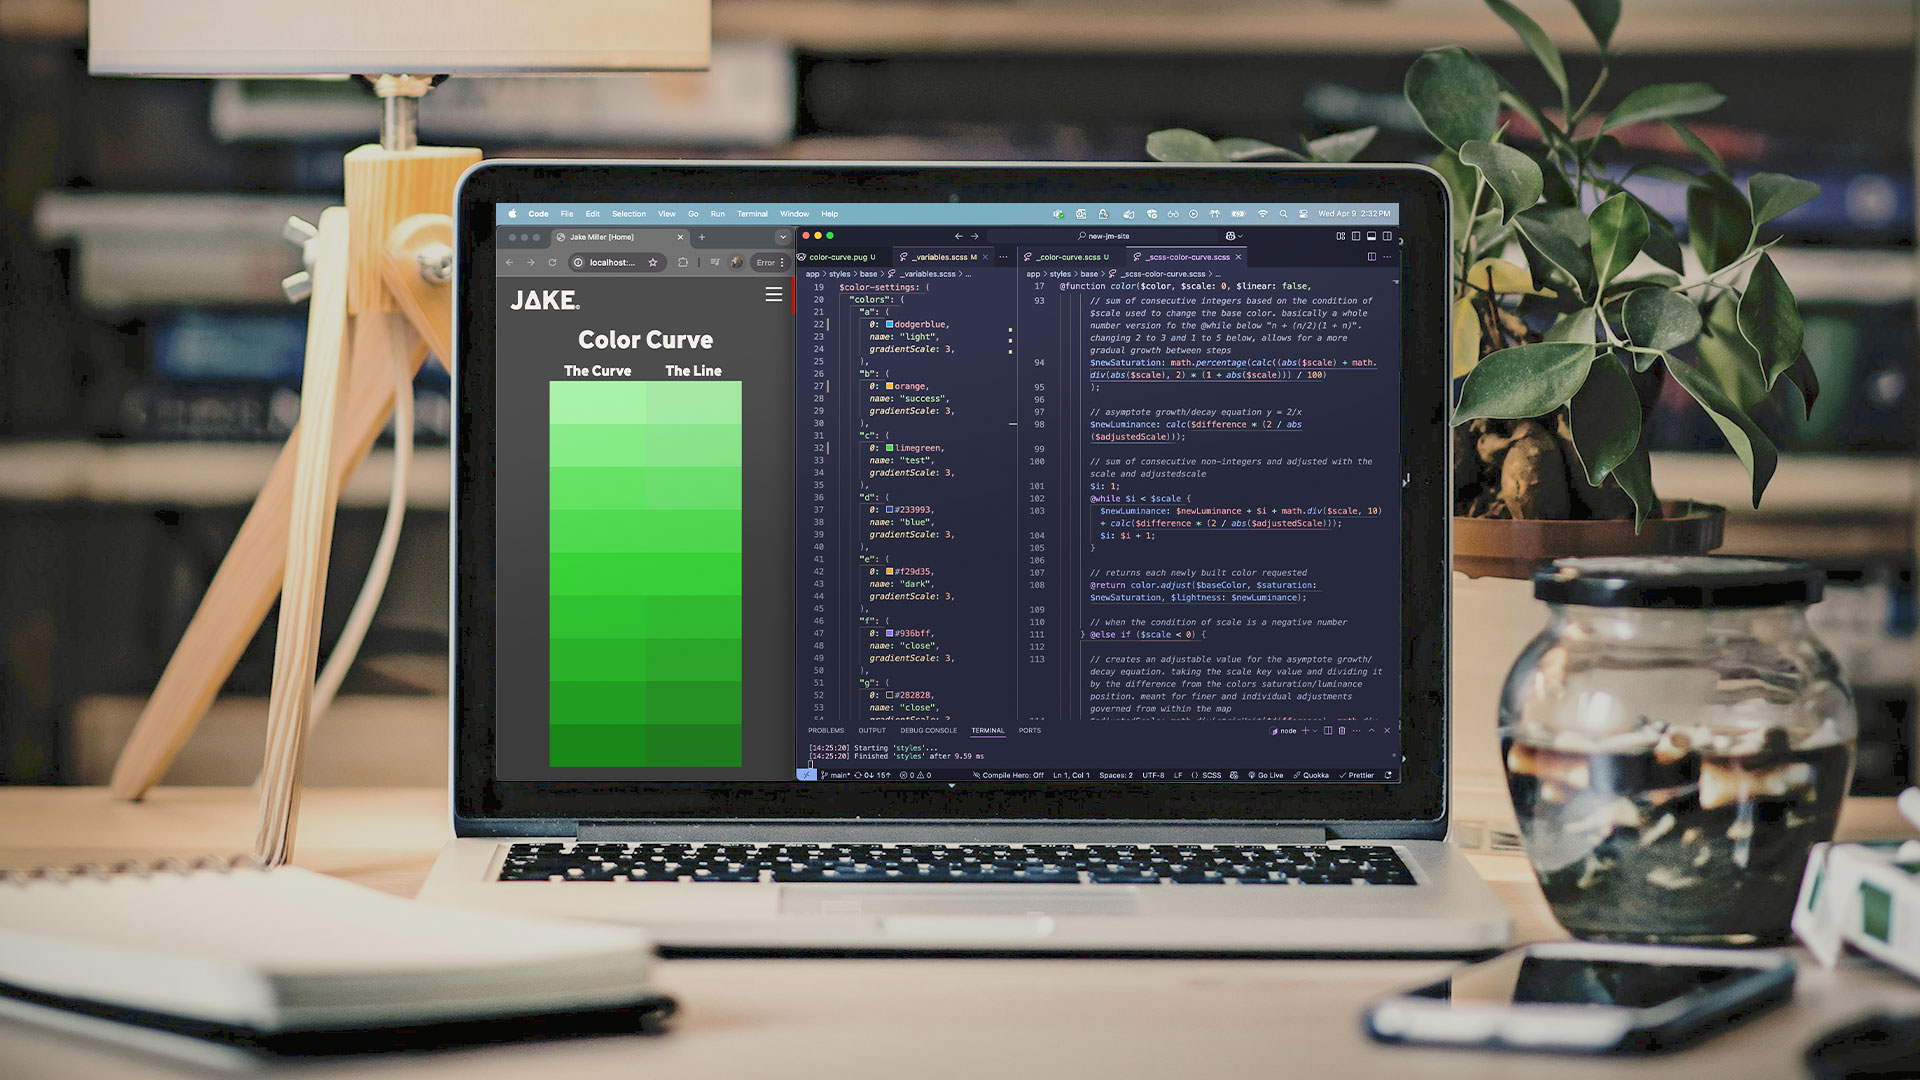 Code File Edit Selection View Go Run Terminal Window Help Wed Apr 9 2:32 PM
Jake Miller [Home]
localhost:... Error
JAKE.
Color Curve
The Curve The Line
new-jm-site
color-curve.pug U _variables.scss M
app > styles > base > _variables.scss > ...
19 $color-settings: (
20 "colors": (
21 "a": (
22 0: dodgerblue,
23 name: "light",
24 gradientScale: 3,
25 ),
26 "b": (
27 0: orange,
28 name: "success",
29 gradientScale: 3,
30 ),
31 "c": (
32 0: limegreen,
33 name: "test",
34 gradientScale: 3,
35 ),
36 "d": (
37 0: #233993,
38 name: "blue",
39 gradientScale: 3,
40 ),
41 "e": (
42 0: #f29d35,
43 name: "dark",
44 gradientScale: 3,
45 ),
46 "f": (
47 0: #936bff,
48 name: "close",
49 gradientScale: 3,
50 ),
51 "g": (
52 0: #282828,
53 name: "close",
_color-curve.scss U _scss-color-curve.scss
app > styles > base > _scss-color-curve.scss > ...
17 @function color($color, $scale: 0, $linear: false,
93 // sum of consecutive integers based on the condition of
$scale used to change the base color. basically a whole
number version fo the @while below "n + (n/2)(1 + n)".
changing 2 to 3 and 1 to 5 below, allows for a more
gradual growth between steps
94 $newSaturation: math.percentage(calc((abs($scale) + math.
div(abs($scale), 2) * (1 + abs($scale))) / 100)
95 );
96
97 // asymptote growth/decay equation y = 2/x
98 $newLuminance: calc($difference * (2 / abs
($adjustedScale)));
99
100 // sum of consecutive non-integers and adjusted with the
scale and adjustedscale
101 $i: 1;
102 @while $i < $scale {
103 $newLuminance: $newLuminance + $i + math.div($scale, 10)
+ calc($difference * (2 / abs($adjustedScale)));
104 $i: $i + 1;
105 }
106
107 // returns each newly built color requested
108 @return color.adjust($baseColor, $saturation:
$newSaturation, $lightness: $newLuminance);
109
110 // when the condition of scale is a negative number
111 } @else if ($scale < 0) {
112
113 // creates an adjustable value for the asymptote growth/
decay equation. taking the scale key value and dividing it
by the difference from the colors saturation/luminance
position. meant for finer and individual adjustments
governed from within the map
PROBLEMS OUTPUT DEBUG CONSOLE TERMINAL PORTS node
[14:25:20] Starting 'styles'...
[14:25:20] Finished 'styles' after 9.59 ms
main* 0↓ 15↑ 0 0 Compile Hero: Off Ln 1, Col 1 Spaces: 2 UTF-8 LF SCSS Go Live Quokka Prettier